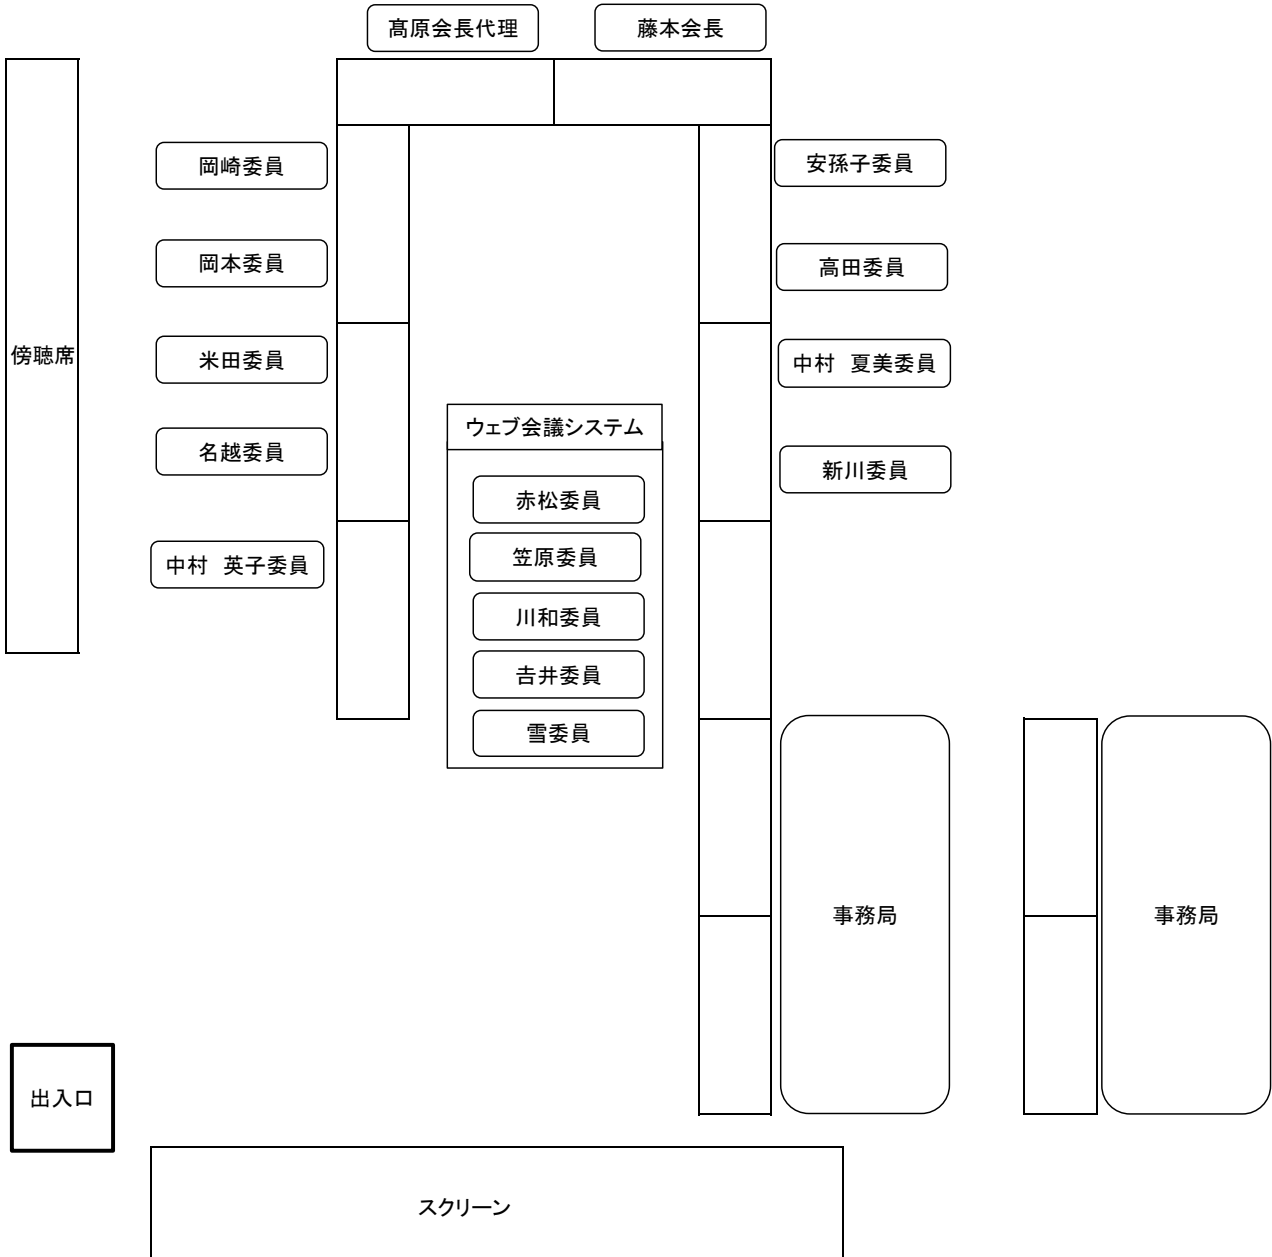 髙原会長代理
藤本会長
岡崎委員
安孫子委員
岡本委員
高田委員
傍聴席
米田委員
中村　夏美委員
ウェブ会議システム
名越委員
新川委員
赤松委員
中村　英子委員
笠原委員
川和委員
𠮷井委員
雪委員
事務局
事務局
出入口
スクリーン